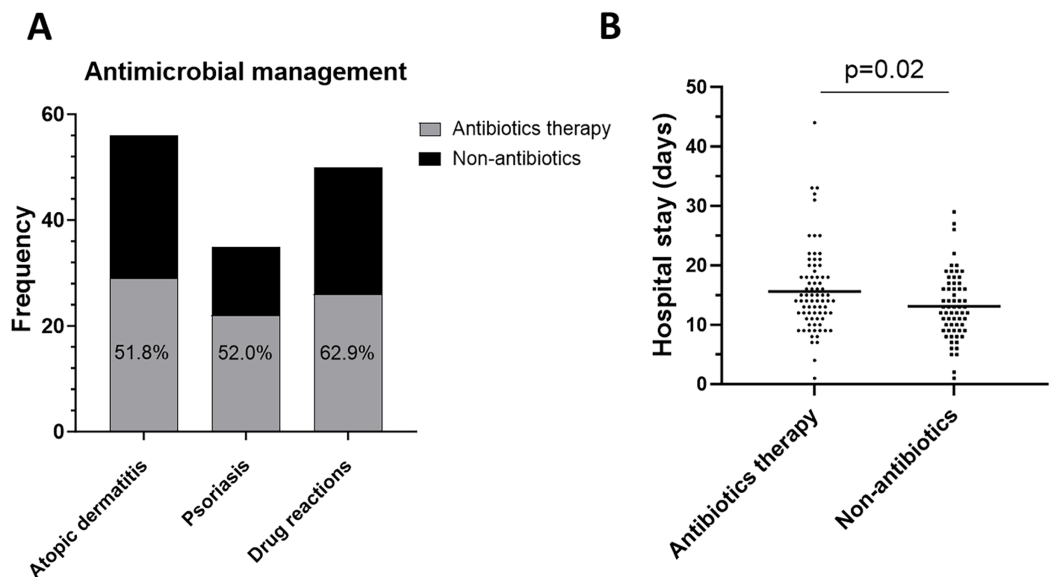 A
Antimicrobial management
Frequency
60
40
20
0
51.8%
52.0%
62.9%
Atopic dermatitis
Psoriasis
Drug reactions
Antibiotics therapy
Non-antibiotics
B
p=0.02
Hospital stay (days)
50
40
30
20
10
0
Antibiotics therapy
Non-antibiotics